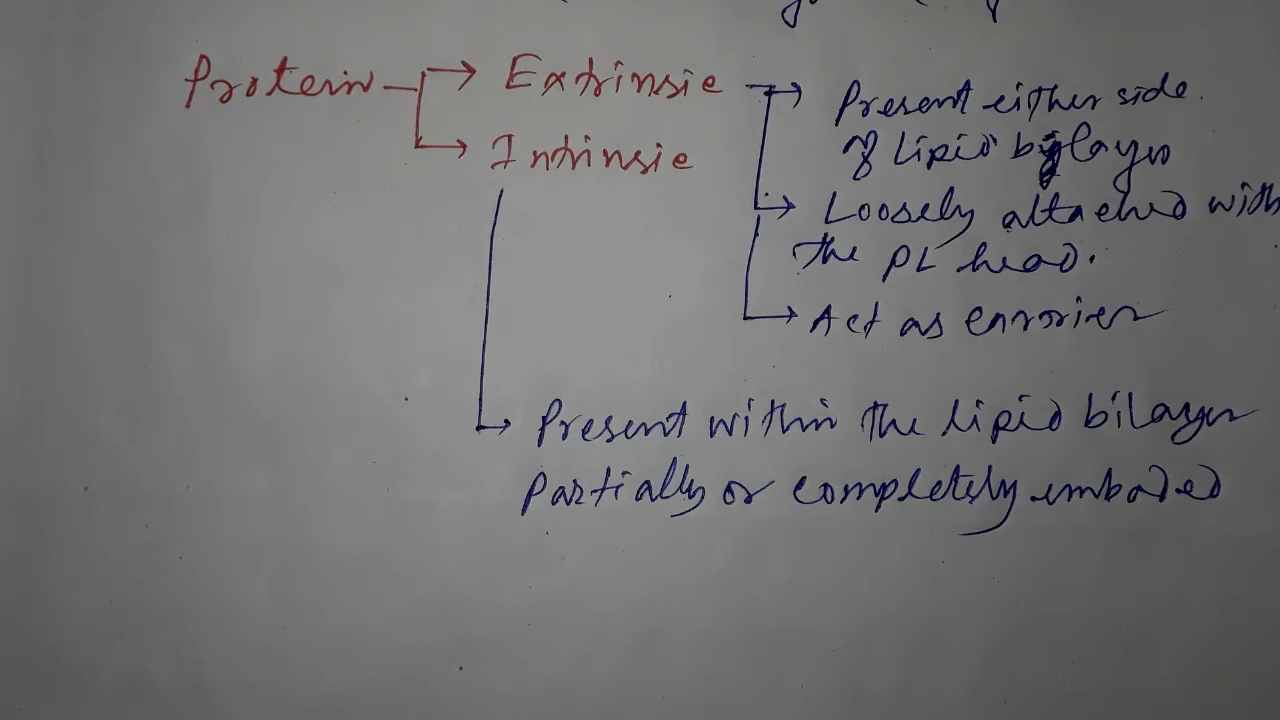 Protein → Extrinsic → Present either side
of Lipid bilayer
→ Intrinsic
→ Loosely attached with
the PL head.
→ Act as carrier
→ Present within the lipid bilayer
partially or completely embaded